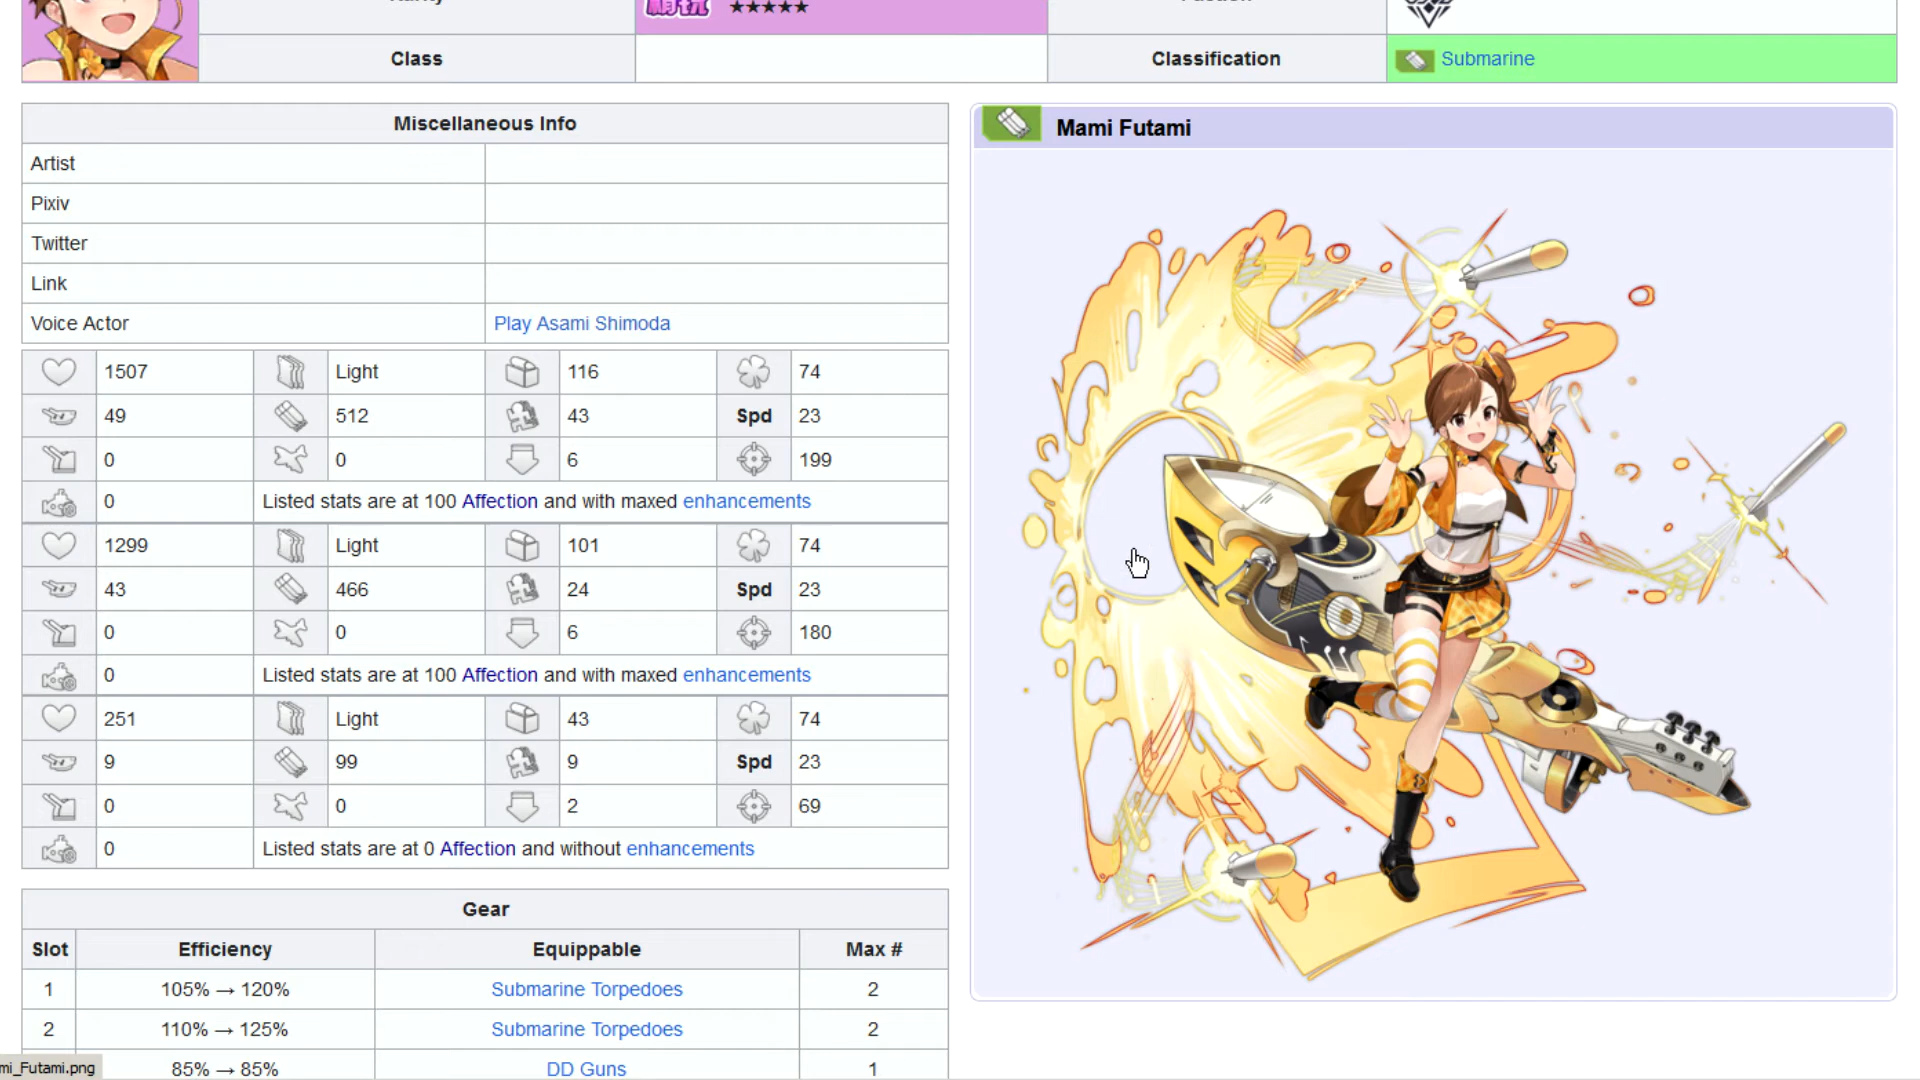 ★★★★★
Class Classification Submarine
Miscellaneous Info
Mami Futami
Artist
Pixiv
Twitter
Link
Voice Actor Play Asami Shimoda
1507 Light 116 74
49 512 43 Spd 23
0 0 6 199
0 Listed stats are at 100 Affection and with maxed enhancements
1299 Light 101 74
43 466 24 Spd 23
0 0 6 180
0 Listed stats are at 100 Affection and with maxed enhancements
251 Light 43 74
9 99 9 Spd 23
0 0 2 69
0 Listed stats are at 0 Affection and without enhancements
Gear
Slot Efficiency Equippable Max #
1 105% → 120% Submarine Torpedoes 2
2 110% → 125% Submarine Torpedoes 2
85% → 85% DD Guns 1
mi_Futami.png